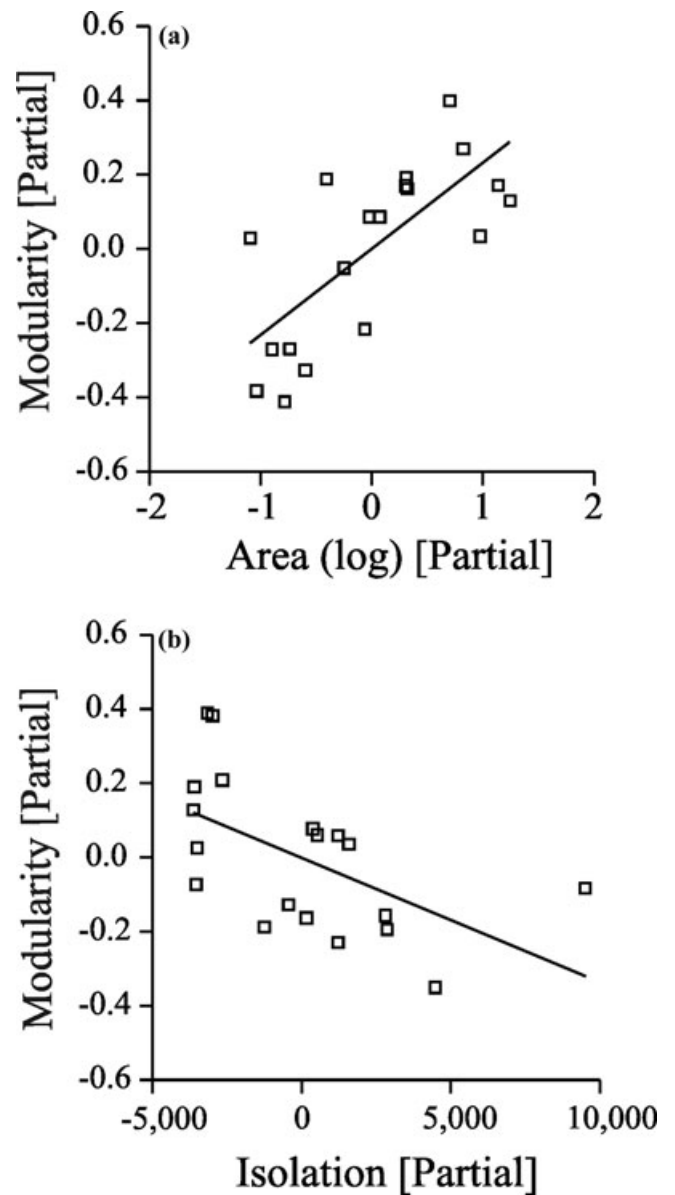 (a)
0.6
0.4
0.2
0.0
-0.2
-0.4
-0.6
Modularity [Partial]
-2 -1 0 1 2
Area (log) [Partial]
(b)
0.6
0.4
0.2
0.0
-0.2
-0.4
-0.6
Modularity [Partial]
-5,000 0 5,000 10,000
Isolation [Partial]